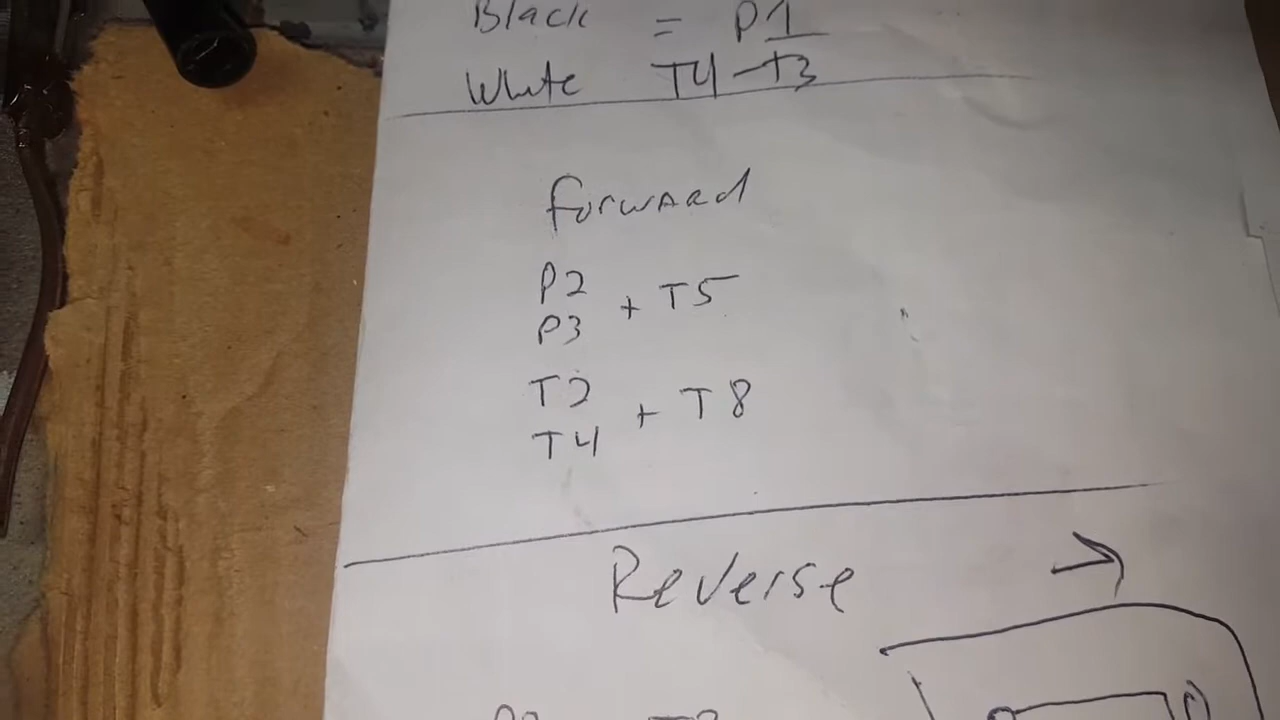 Black = P1
White T4-T3
forward
P2
P3 + T5
T2
T4 + T8
Reverse